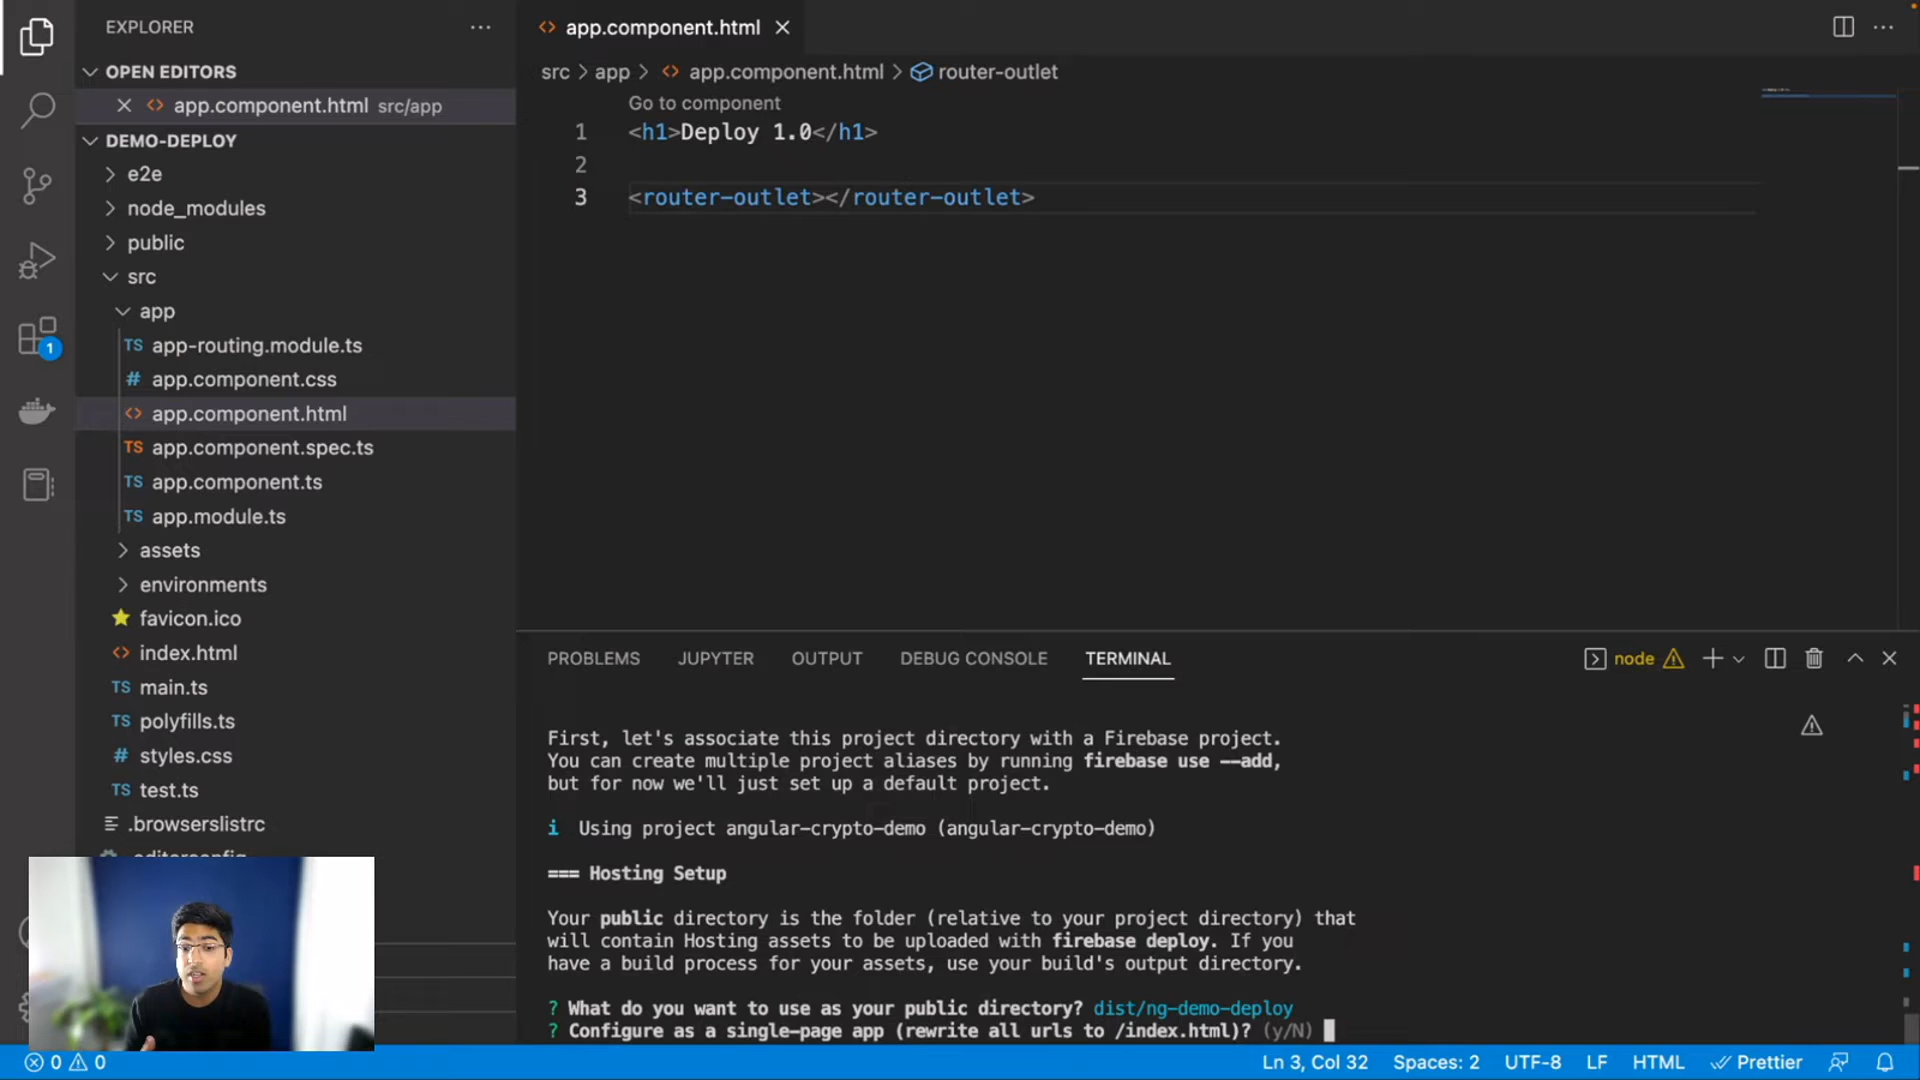 EXPLORER
OPEN EDITORS
app.component.html src/app
DEMO-DEPLOY
e2e
node_modules
public
src
app
TS app-routing.module.ts
# app.component.css
<> app.component.html
TS app.component.spec.ts
TS app.component.ts
TS app.module.ts
assets
environments
favicon.ico
<> index.html
TS main.ts
TS polyfills.ts
# styles.css
TS test.ts
.browserslistrc
1
<> app.component.html
src > app > <> app.component.html > router-outlet
Go to component
1 <h1>Deploy 1.0</h1>
2
3 <router-outlet></router-outlet>
PROBLEMS JUPYTER OUTPUT DEBUG CONSOLE TERMINAL node
First, let's associate this project directory with a Firebase project.
You can create multiple project aliases by running firebase use --add,
but for now we'll just set up a default project.
i Using project angular-crypto-demo (angular-crypto-demo)
=== Hosting Setup
Your public directory is the folder (relative to your project directory) that
will contain Hosting assets to be uploaded with firebase deploy. If you
have a build process for your assets, use your build's output directory.
? What do you want to use as your public directory? dist/ng-demo-deploy
? Configure as a single-page app (rewrite all urls to /index.html)? (y/N)
0 0 Ln 3, Col 32 Spaces: 2 UTF-8 LF HTML Prettier